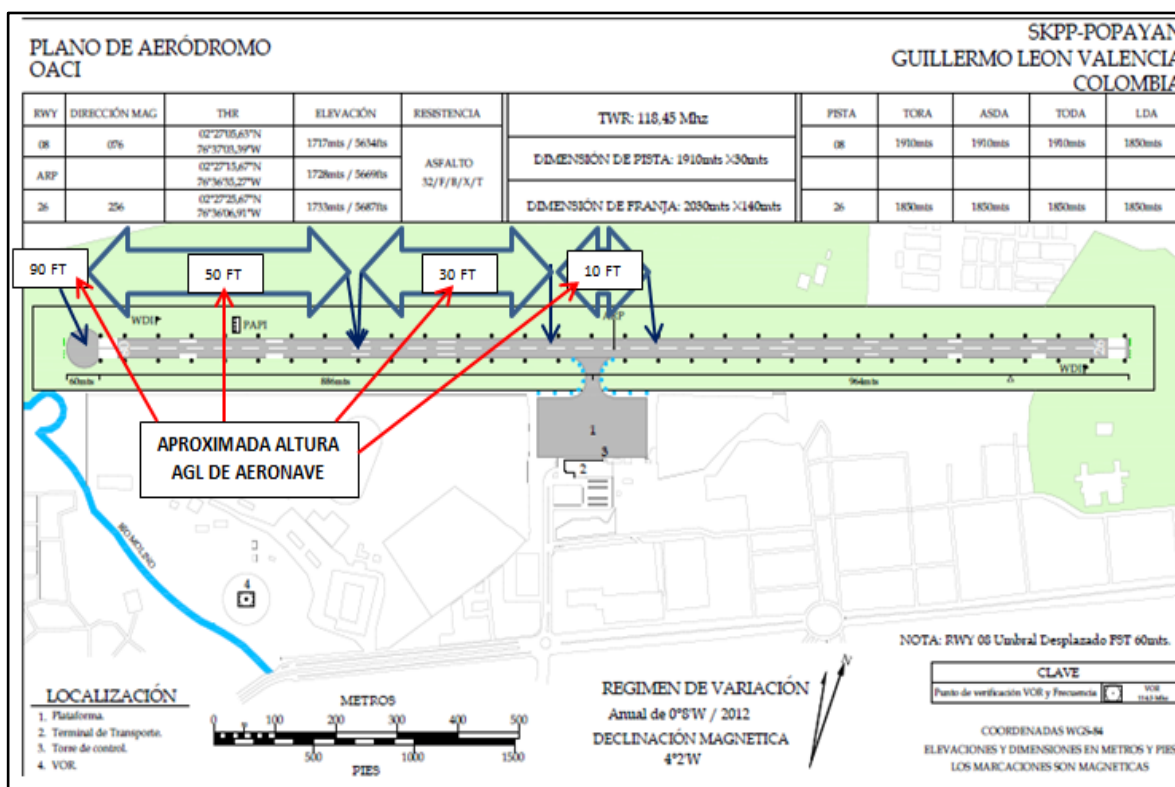 PLANO DE AERÓDROMO
OACI
SKPP-POPAYAN
GUILLERMO LEON VALENCIA
COLOMBIA
RWY DIRECCIÓN MAG THR ELEVACIÓN RESISTENCIA
08 076 02°27'05,63"N 76°37'03,39"W 1717mts / 5634fts
ARP 02°27'15,67"N 76°36'35,27"W 1728mts / 5669fts
26 256 02°27'25,67"N 76°36'06,91"W 1733mts / 5687fts
ASFALTO
32/F/B/X/T
TWR: 118,45 Mhz
DIMENSIÓN DE PISTA: 1910mts X30mts
DIMENSIÓN DE FRANJA: 2030mts X140mts
PISTA TORA ASDA TODA LDA
08 1910mts 1910mts 1910mts 1850mts
26 1850mts 1850mts 1850mts 1850mts
90 FT
50 FT
30 FT
10 FT
WDIP
PAPI
ARP
26
WDIP
60mts
886mts
964mts
APROXIMADA ALTURA
AGL DE AERONAVE
1
3
2
RIO MOLINO
4
NOTA: RWY 08 Umbral Desplazado PST 60mts.
LOCALIZACIÓN
1. Plataforma.
2. Terminal de Transporte.
3. Torre de control.
4. VOR.
METROS
0 100 200 300 400 500
500 1000 1500
PIES
REGIMEN DE VARIACIÓN
Anual de 0°8'W / 2012
DECLINACIÓN MAGNETICA
4°2'W
N
CLAVE
Punto de verificación VOR y Frecuencia VOR
COORDENADAS WGS-84
ELEVACIONES Y DIMENSIONES EN METROS Y PIES
LOS MARCACIONES SON MAGNETICAS